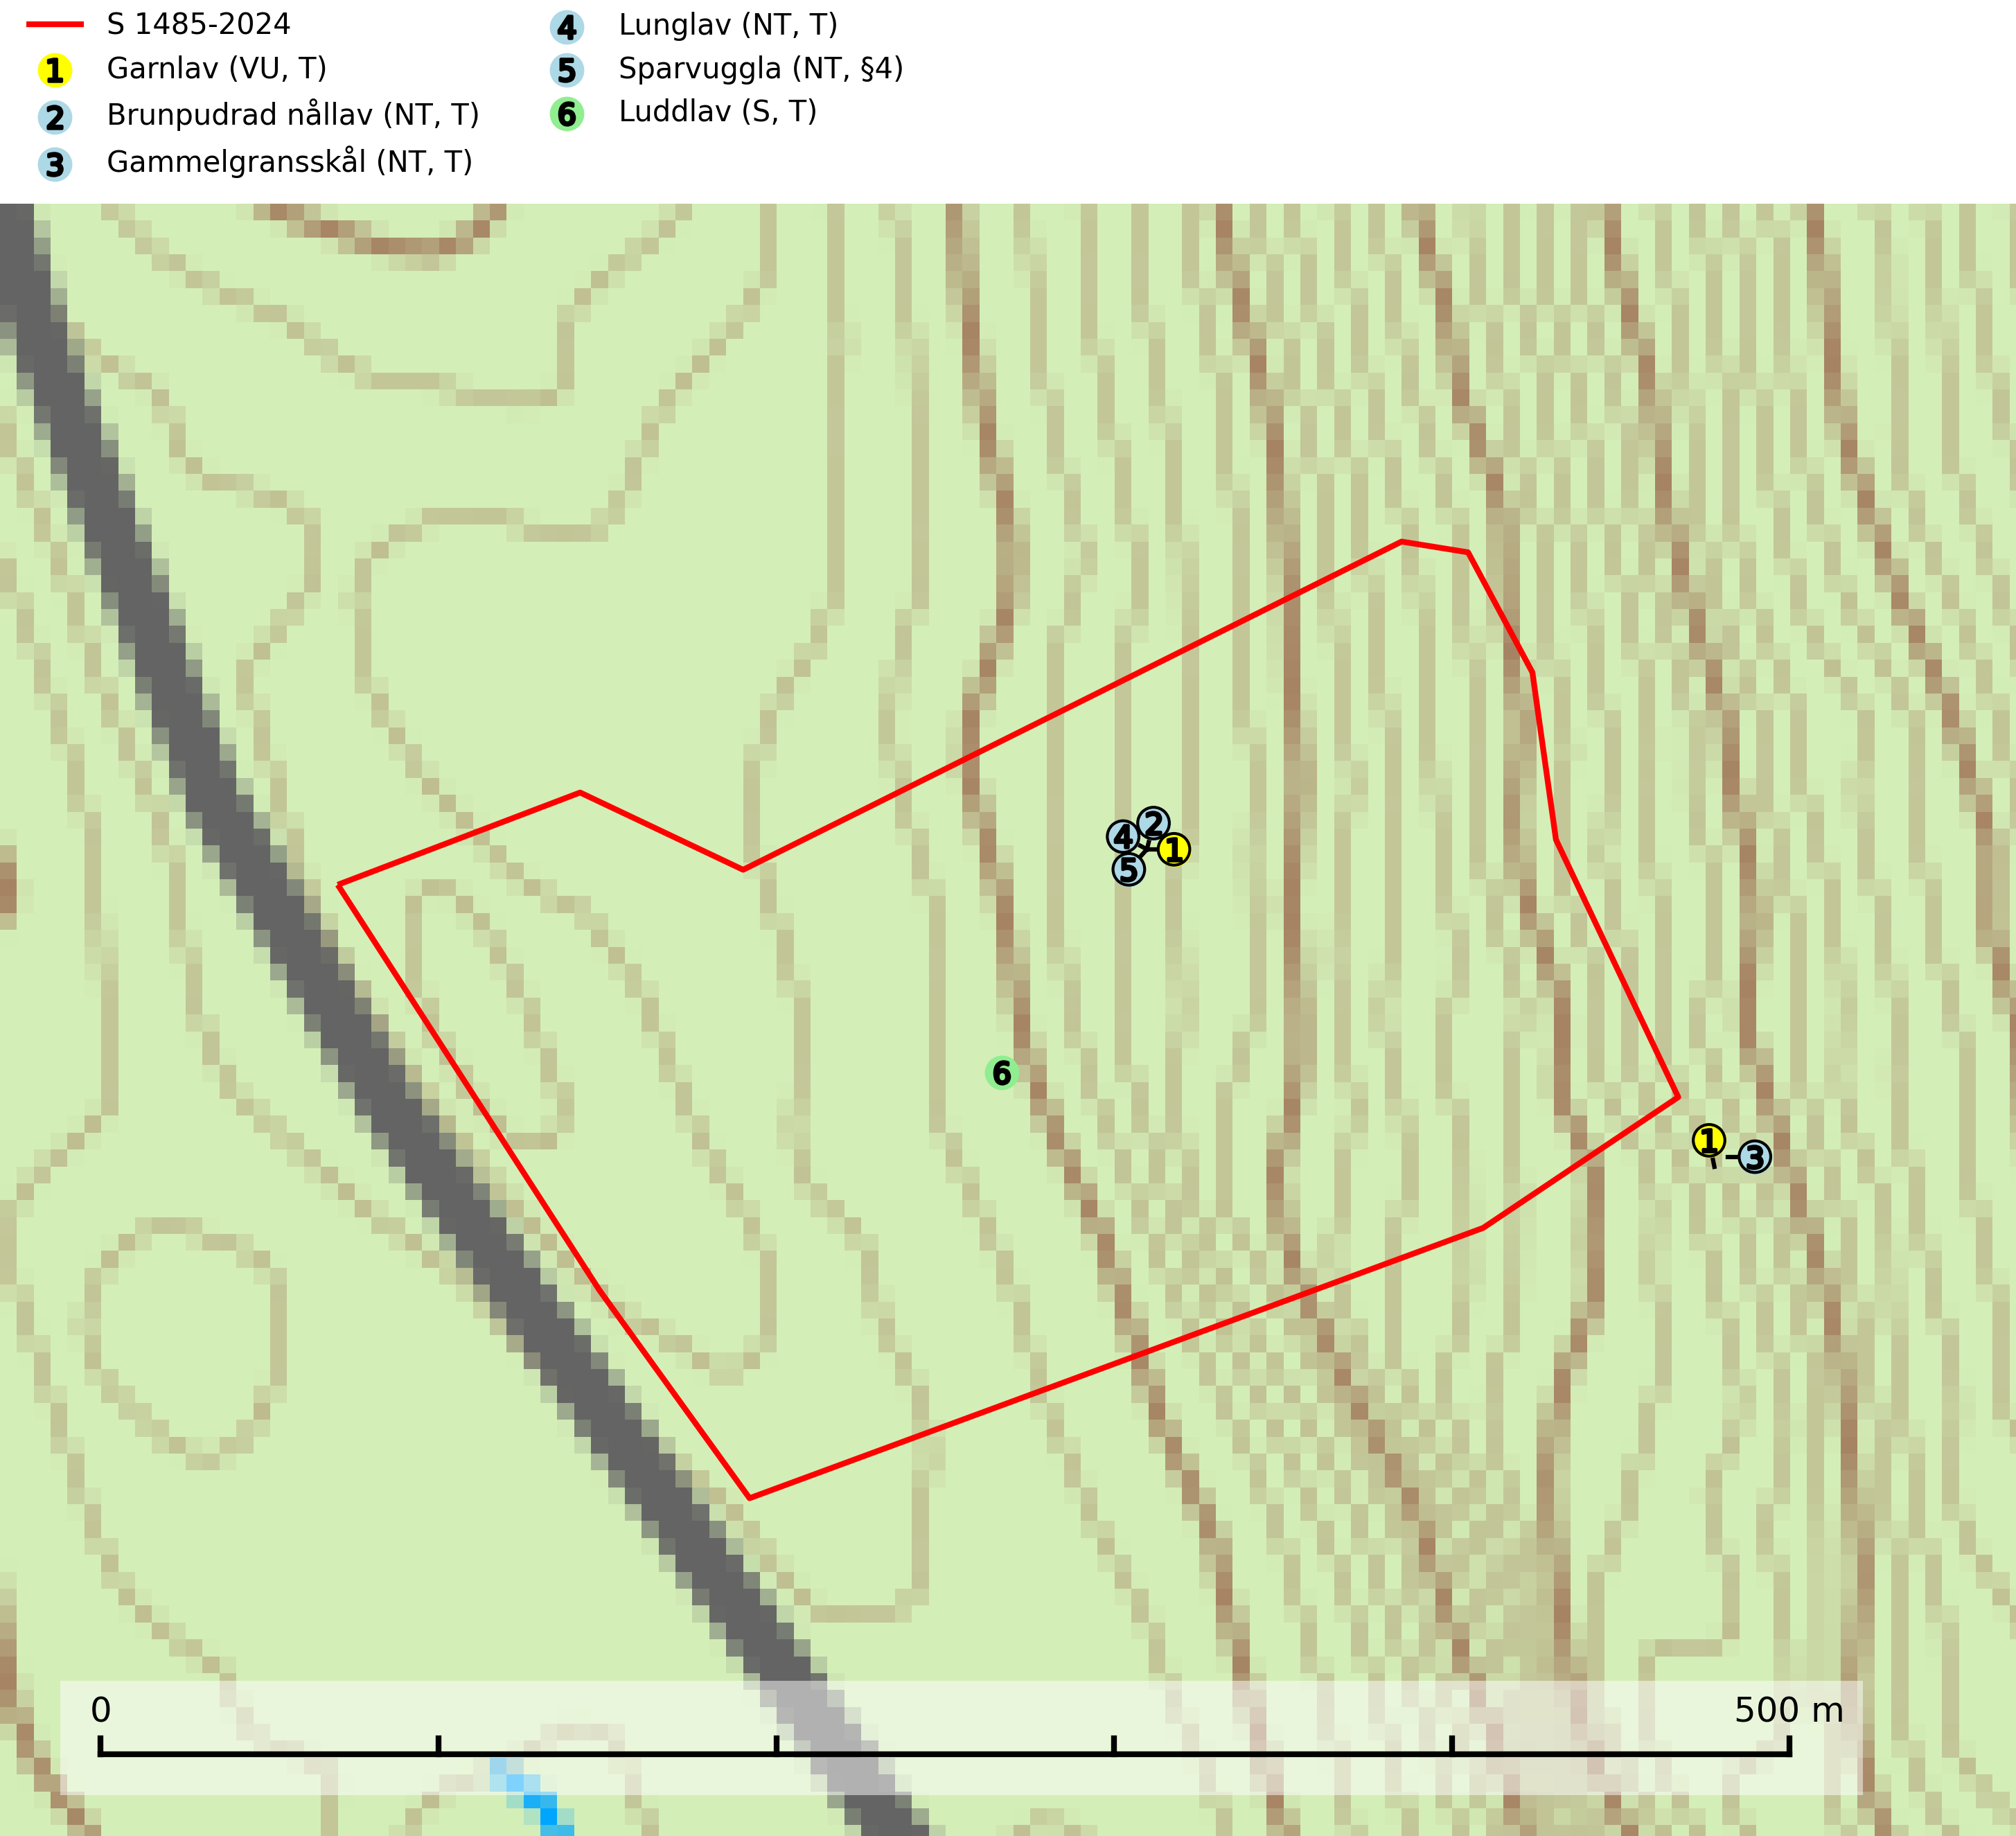 S 1485-2024
1 Garnlav (VU, T)
2 Brunpudrad nållav (NT, T)
3 Gammelgransskål (NT, T)
4 Lunglav (NT, T)
5 Sparvuggla (NT, §4)
6 Luddlav (S, T)
2
4
1
5
6
1
3
0
500 m